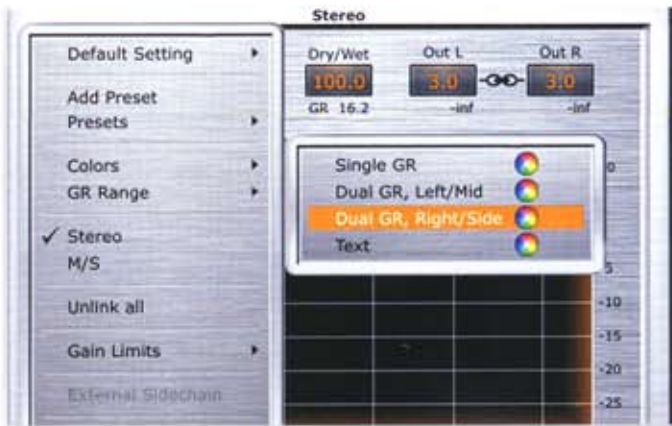 Stereo
Default Setting
Add Preset
Presets
Colors
GR Range
✓ Stereo
M/S
Unlink all
Gain Limits
External Sidechain
Dry/Wet Out L Out R
100.0 3.0 3.0
GR 16.2 -inf -inf
Single GR
Dual GR, Left/Mid
Dual GR, Right/Side
Text
0
-5
-10
-15
-20
-25